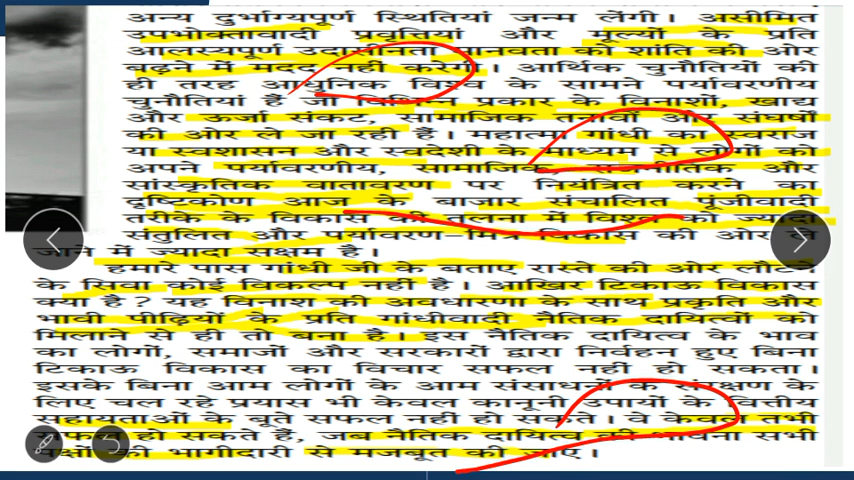 अन्य दुर्भाग्यपूर्ण स्थितियां जन्म लेंगी। असीमित
उपभोक्तावादी प्रवृत्तियां और मूल्यों के प्रति
आलस्यपूर्ण उदासीनता मानवता को शांति की ओर
बढ़ने में मदद नहीं करेगी। आर्थिक चुनौतियों की
ही तरह आधुनिक विश्व के सामने पर्यावरणीय
चुनौतियां हैं जो विभिन्न प्रकार के विनाशों, खाद्य
और ऊर्जा संकट, सामाजिक तनावों और संघर्षों
की ओर ले जा रही हैं। महात्मा गांधी का स्वराज
या स्वशासन और स्वदेशी के माध्यम से लोगों को
अपने पर्यावरणीय, सामाजिक, राजनीतिक और
सांस्कृतिक वातावरण पर नियंत्रित करने का
दृष्टिकोण आज के बाजार संचालित पूंजीवादी
तरीके के विकास की तुलना में विश्व को ज्यादा
संतुलित और पर्यावरण-मित्र विकास की ओर ले
जाने में ज्यादा सक्षम है।
हमारे पास गांधी जी के बताए रास्ते की ओर लौटने
के सिवा कोई विकल्प नहीं है। आखिर टिकाऊ विकास
क्या है? यह विनाश की अवधारणा के साथ प्रकृति और
भावी पीढ़ियों के प्रति गांधीवादी नैतिक दायित्वों को
मिलाने से ही तो बना है। इस नैतिक दायित्व के भाव
का लोगों, समाजों और सरकारों द्वारा निर्वहन हुए बिना
टिकाऊ विकास का विचार सफल नहीं हो सकता।
इसके बिना आम लोगों के आम संसाधनों के संरक्षण के
लिए चल रहे प्रयास भी केवल कानूनी उपायों के वित्तीय
सहायताओं के बूते सफल नहीं हो सकते। वे केवल तभी
सफल हो सकते हैं, जब नैतिक दायित्व की भावना सभी
पक्षों की भागीदारी से मजबूत की जाए।